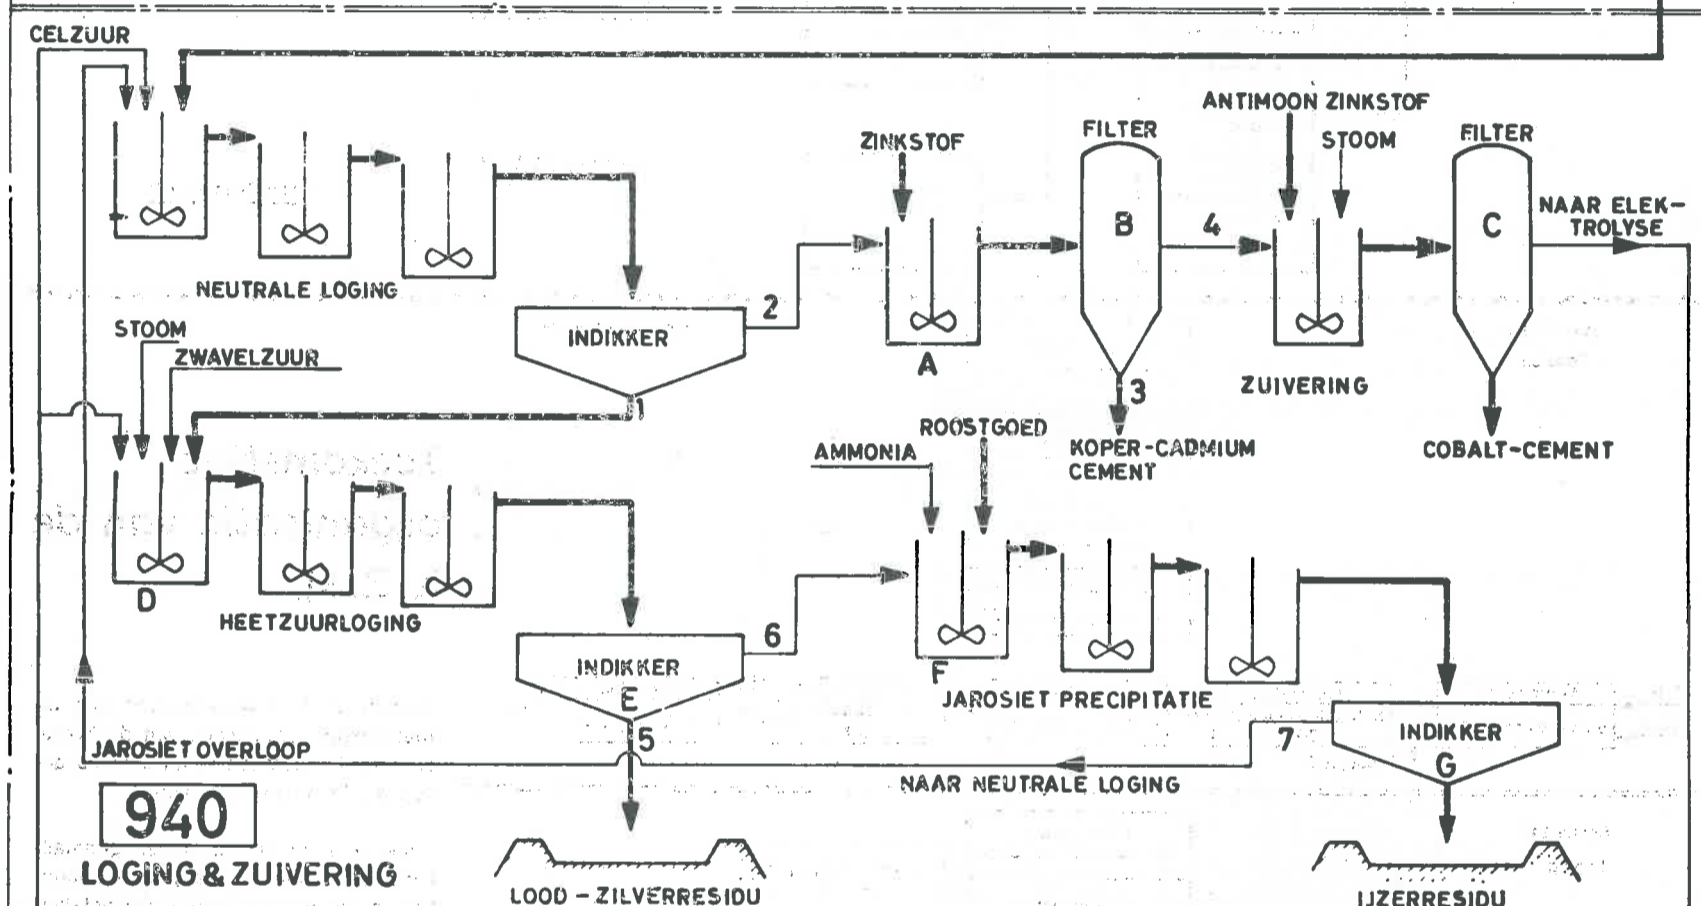 CELZUUR
ANTIMOON ZINKSTOF
STOOM
FILTER
FILTER
ZINKSTOF
NAAR ELEK-
TROLYSE
B
4
C
NEUTRALE LOGING
2
INDIKKER
A
ZUIVERING
3
KOPER-CADMIUM
CEMENT
COBALT-CEMENT
STOOM
ZWAVELZUUR
1
AMMONIA
ROOSTGOED
D
HEETZUURLOGING
6
INDIKKER
E
5
F
JAROSIET PRECIPITATIE
7
INDIKKER
G
JAROSIET OVERLOOP
NAAR NEUTRALE LOGING
940
LOGING & ZUIVERING
LOOD - ZILVERRESIDU
IJZERRESIDU